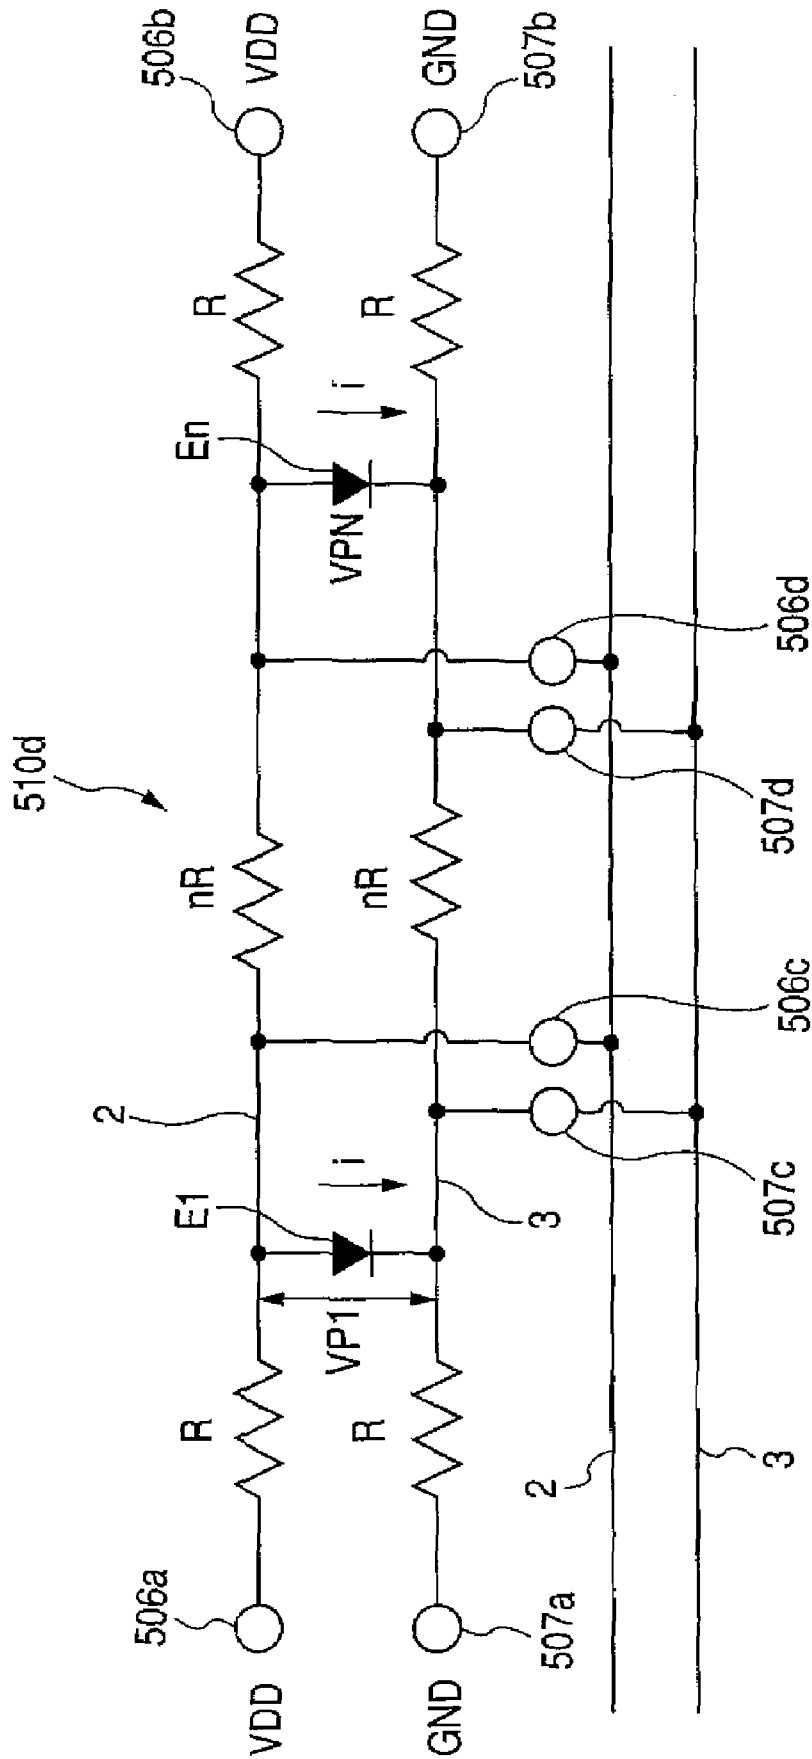 510d
506a
VDD
R
2
nR
R
506b
VDD
E1
i
En
i
VP1
VPN
GND
507a
R
3
nR
R
GND
507b
507c
506c
507d
506d
2
3